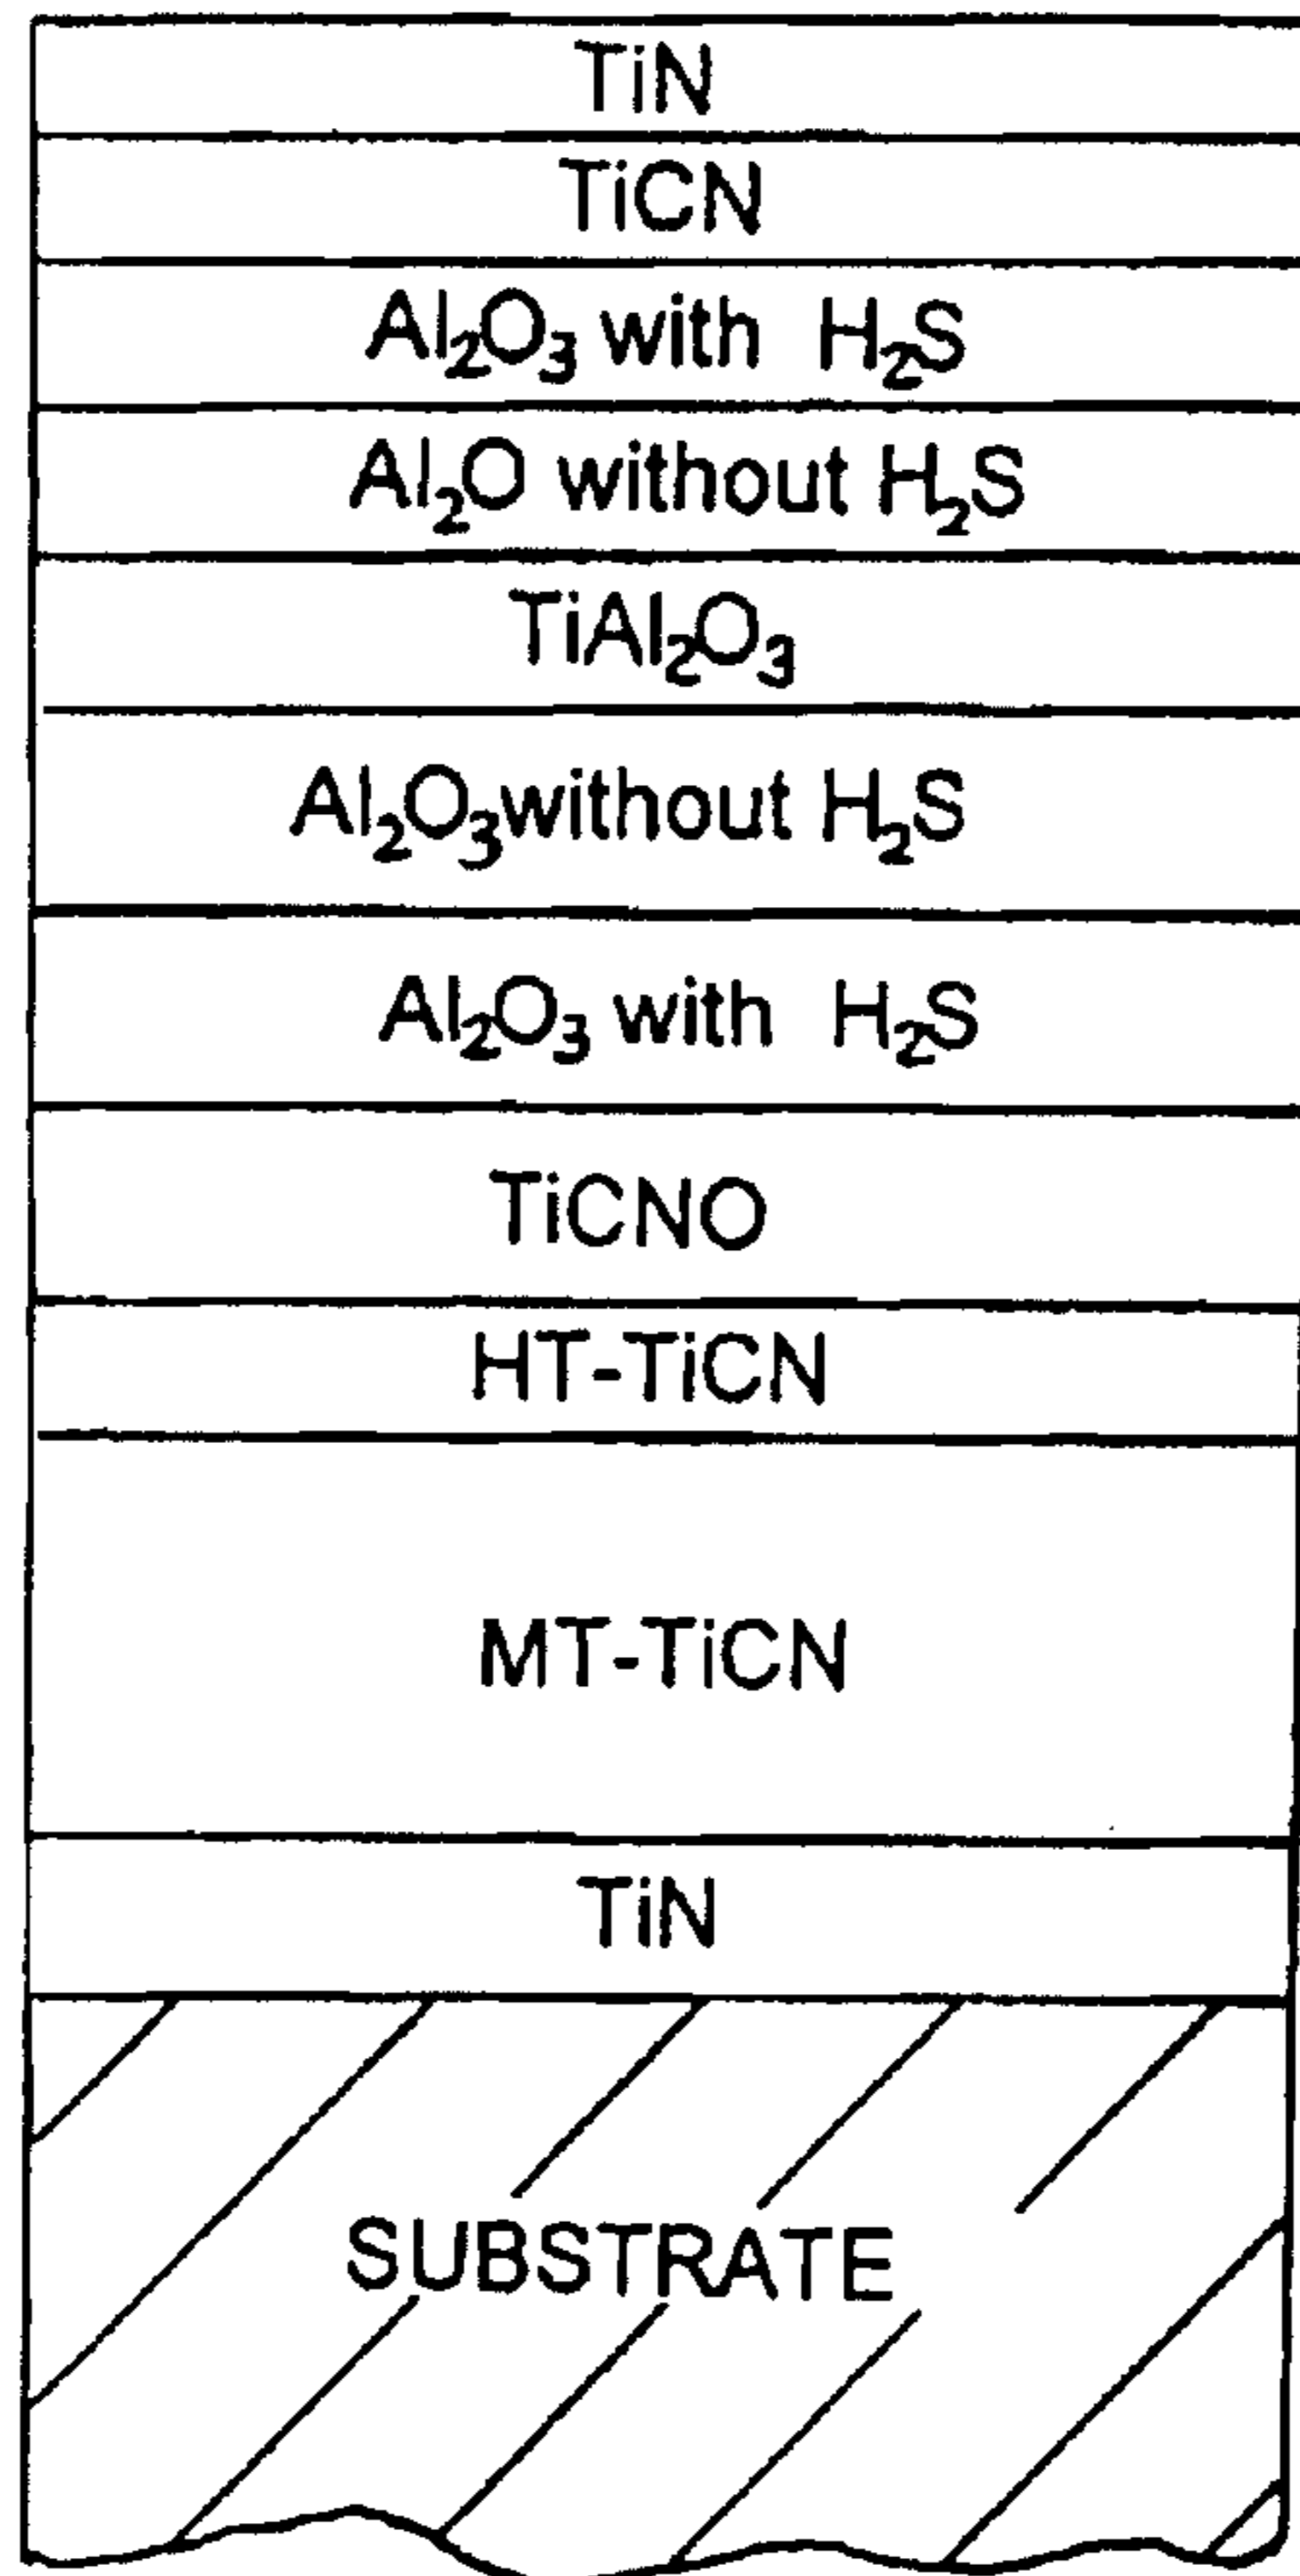 TiN
TiCN
Al₂O₃ with H₂S
Al₂O without H₂S
TiAl₂O₃
Al₂O₃without H₂S
Al₂O₃ with H₂S
TiCNO
HT-TiCN
MT-TiCN
TiN
SUBSTRATE